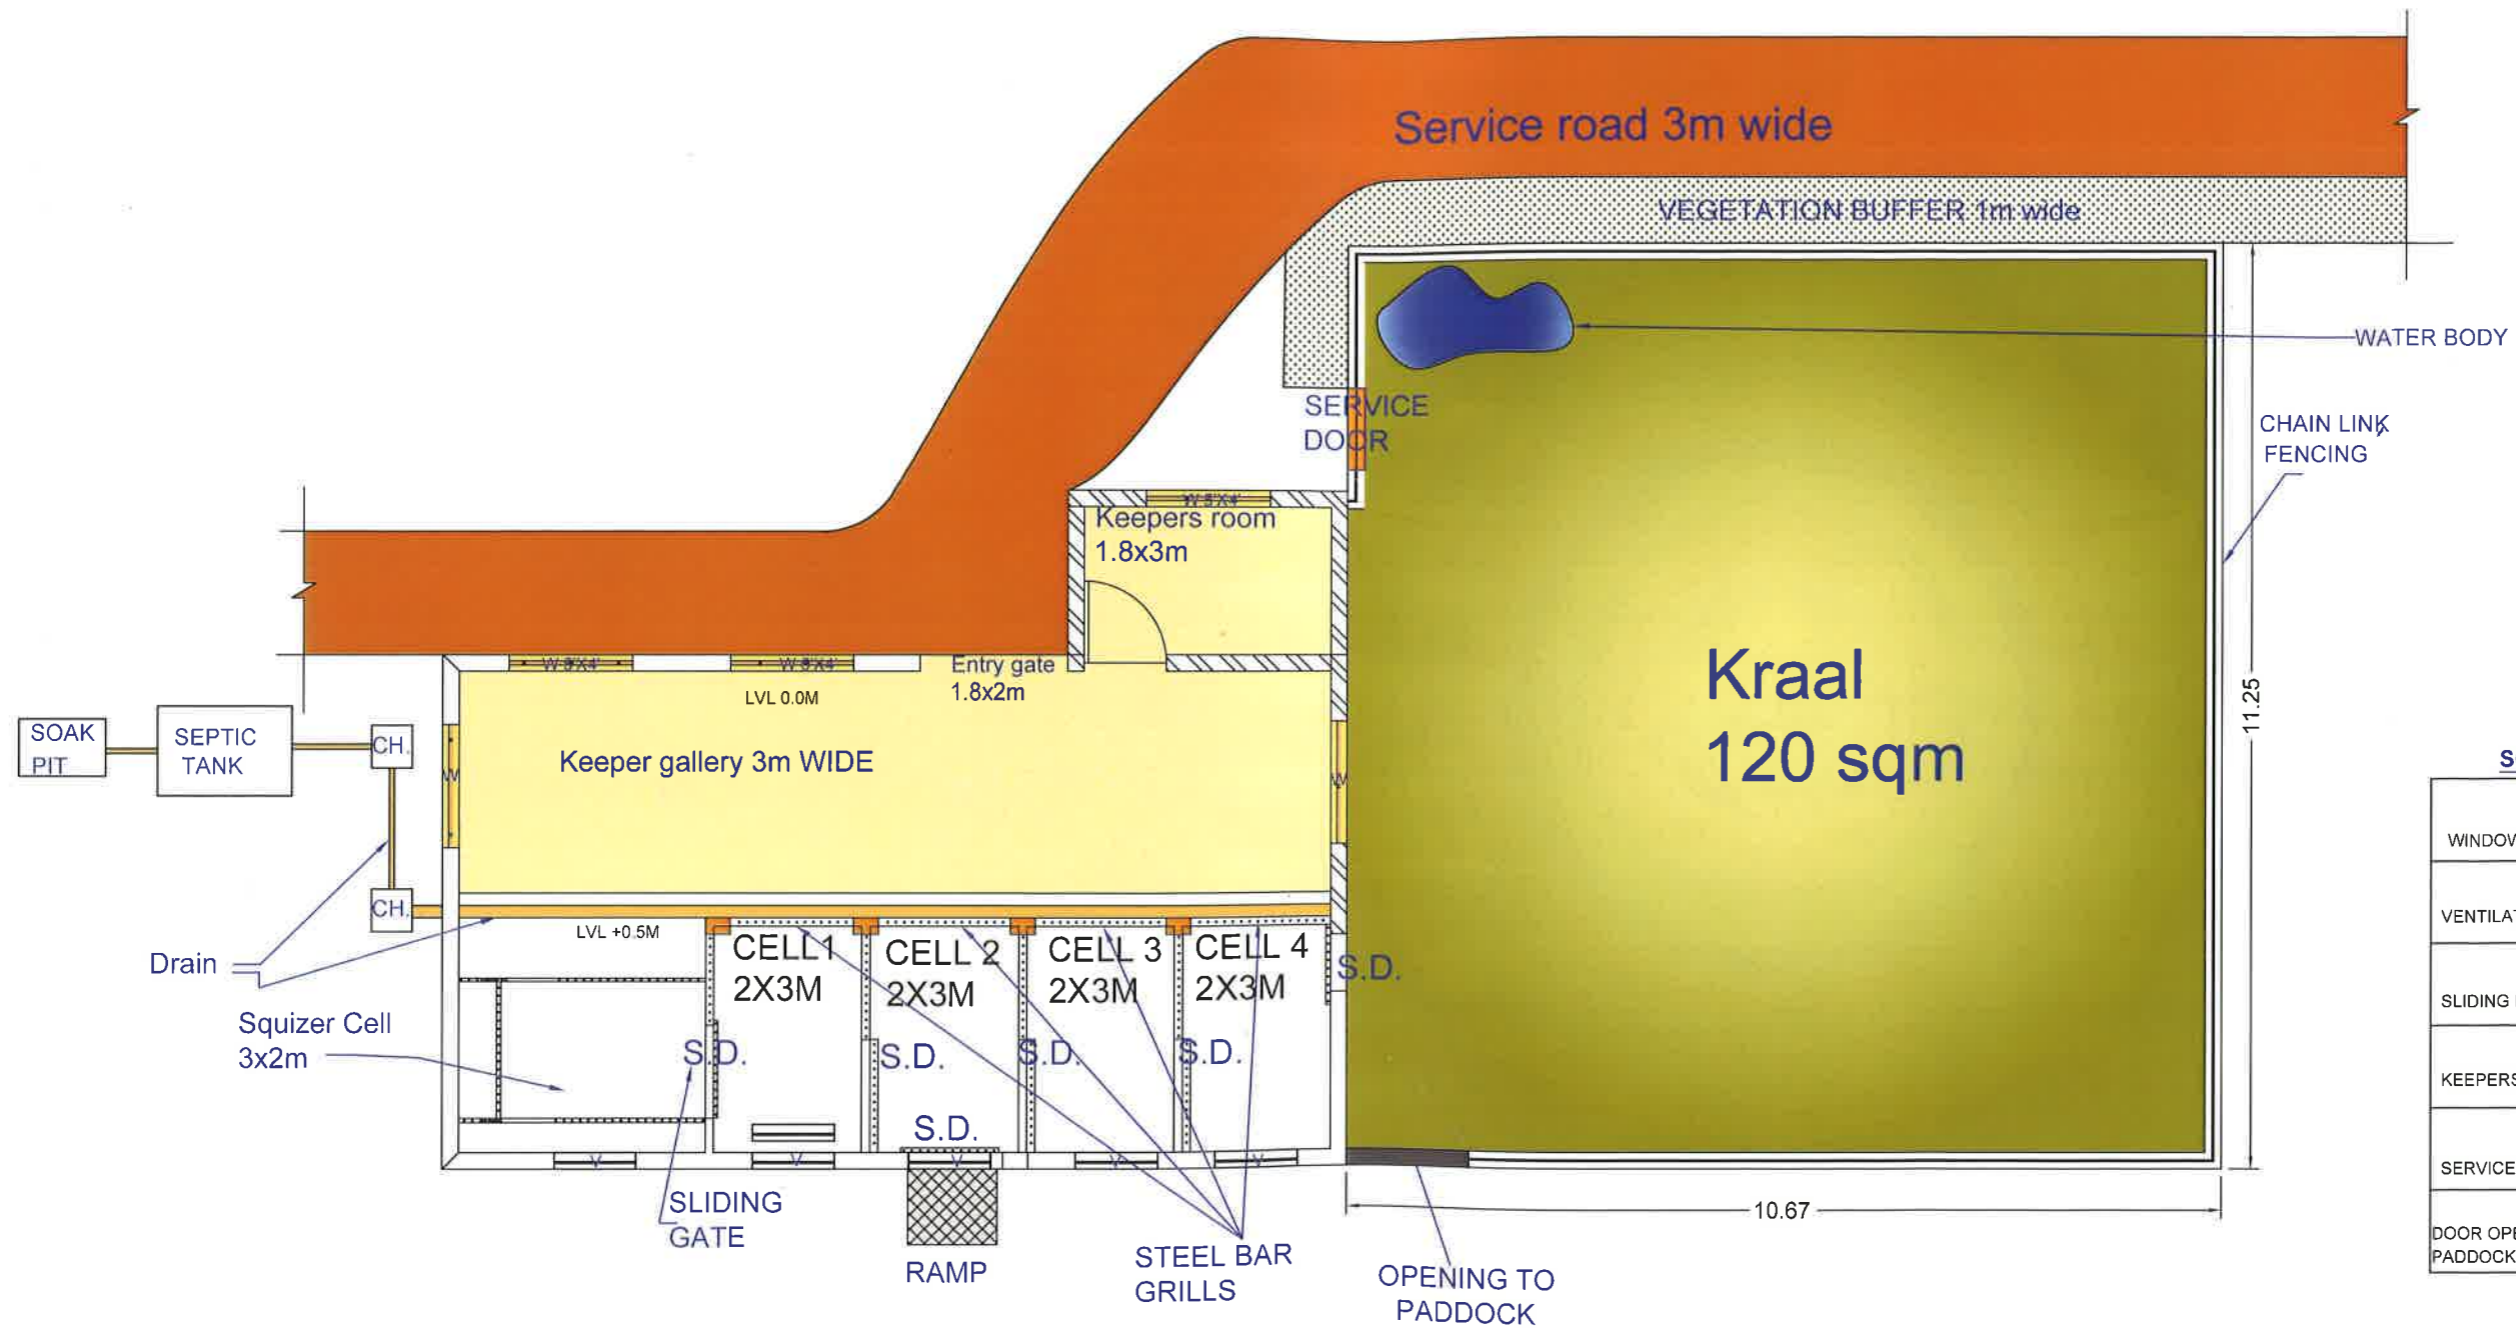 Service road 3m wide
VEGETATION BUFFER 1m wide
WATER BODY
SERVICE
DOOR
CHAIN LINK
FENCING
W 5'X4'
Keepers room
1.8x3m
Entry gate
1.8x2m
LVL 0.0M
SOAK
PIT
SEPTIC
TANK
CH.
W
Keeper gallery 3m WIDE
W
Kraal
120 sqm
11.25
CH.
Drain
LVL +0.5M
CELL1
2X3M
CELL 2
2X3M
CELL 3
2X3M
CELL 4
2X3M
S.D.
Squizer Cell
3x2m
S.D.
S.D.
S.D.
S.D.
S.D.
V
V
V
V
V
SLIDING
GATE
RAMP
STEEL BAR
GRILLS
OPENING TO
PADDOCK
10.67
WINDOW
VENTILAT
SLIDING
KEEPERS
SERVICE
DOOR OPE
PADDOCK